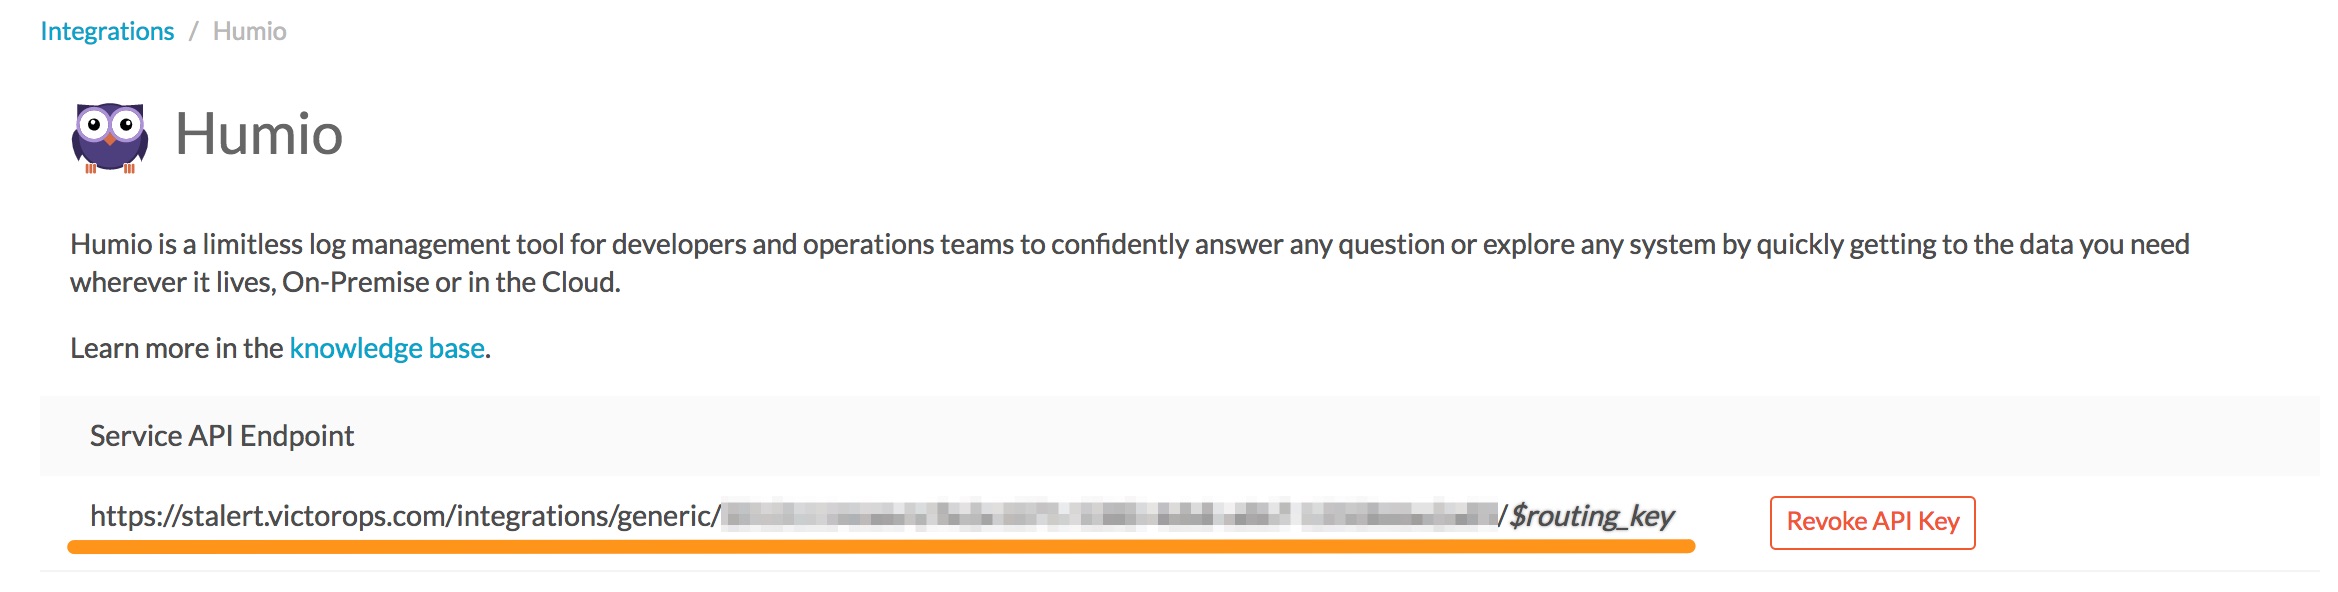 Integrations / Humio
Humio
Humio is a limitless log management tool for developers and operations teams to confidently answer any question or explore any system by quickly getting to the data you need
wherever it lives, On-Premise or in the Cloud.
Learn more in the knowledge base.
Service API Endpoint
https://stalert.victorops.com/integrations/generic/ /$routing_key Revoke API Key